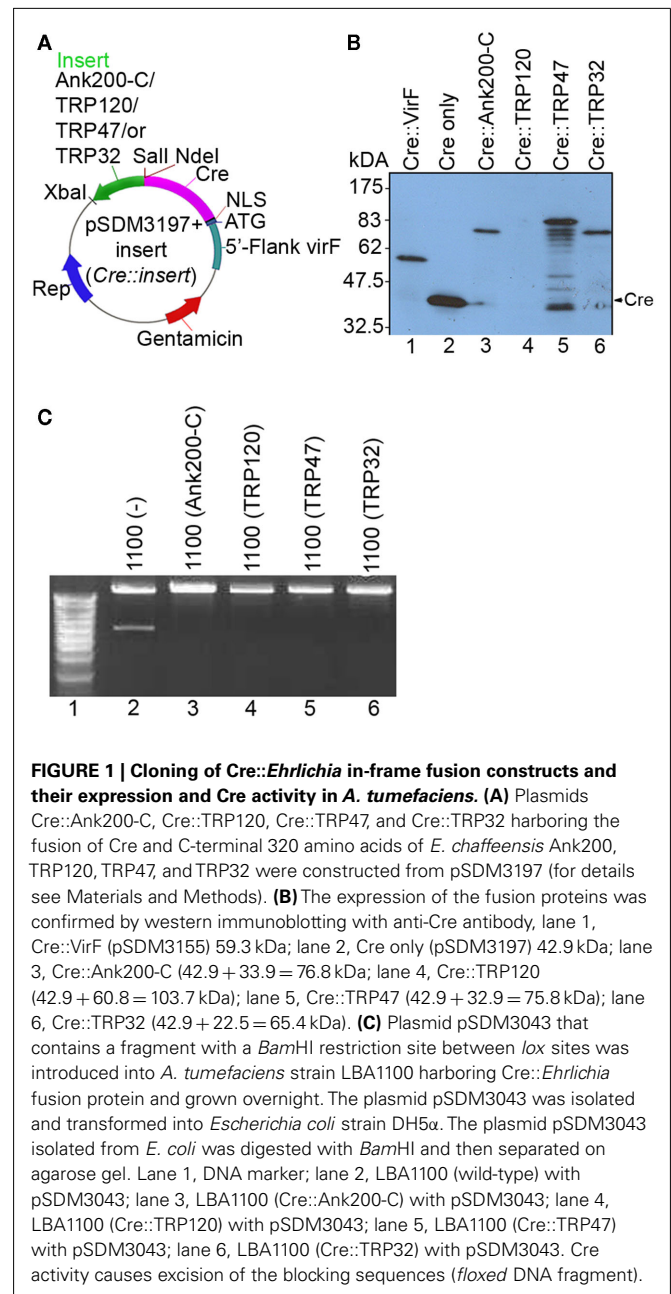 A
Insert
Ank200-C/
TRP120/
TRP47/or
TRP32
SalI NdeI
Cre
XbaI
NLS
ATG
pSDM3197+
insert
(Cre::insert)
5'-Flank virF
Rep
Gentamicin
B
Cre::VirF
Cre only
Cre::Ank200-C
Cre::TRP120
Cre::TRP47
Cre::TRP32
kDA
175-
83-
62-
47.5-
32.5-
Cre
1 2 3 4 5 6
C
1100 (-)
1100 (Ank200-C)
1100 (TRP120)
1100 (TRP47)
1100 (TRP32)
1 2 3 4 5 6
FIGURE 1 | Cloning of Cre::Ehrlichia in-frame fusion constructs and
their expression and Cre activity in A. tumefaciens. (A) Plasmids
Cre::Ank200-C, Cre::TRP120, Cre::TRP47, and Cre::TRP32 harboring the
fusion of Cre and C-terminal 320 amino acids of E. chaffeensis Ank200,
TRP120, TRP47, and TRP32 were constructed from pSDM3197 (for details
see Materials and Methods). (B) The expression of the fusion proteins was
confirmed by western immunoblotting with anti-Cre antibody, lane 1,
Cre::VirF (pSDM3155) 59.3 kDa; lane 2, Cre only (pSDM3197) 42.9 kDa; lane
3, Cre::Ank200-C (42.9 + 33.9 = 76.8 kDa; lane 4, Cre::TRP120
(42.9 + 60.8 = 103.7 kDa); lane 5, Cre::TRP47 (42.9 + 32.9 = 75.8 kDa); lane
6, Cre::TRP32 (42.9 + 22.5 = 65.4 kDa). (C) Plasmid pSDM3043 that
contains a fragment with a BamHI restriction site between lox sites was
introduced into A. tumefaciens strain LBA1100 harboring Cre::Ehrlichia
fusion protein and grown overnight. The plasmid pSDM3043 was isolated
and transformed into Escherichia coli strain DH5α. The plasmid pSDM3043
isolated from E. coli was digested with BamHI and then separated on
agarose gel. Lane 1, DNA marker; lane 2, LBA1100 (wild-type) with
pSDM3043; lane 3, LBA1100 (Cre::Ank200-C) with pSDM3043; lane 4,
LBA1100 (Cre::TRP120) with pSDM3043; lane 5, LBA1100 (Cre::TRP47)
with pSDM3043; lane 6, LBA1100 (Cre::TRP32) with pSDM3043. Cre
activity causes excision of the blocking sequences (floxed DNA fragment).